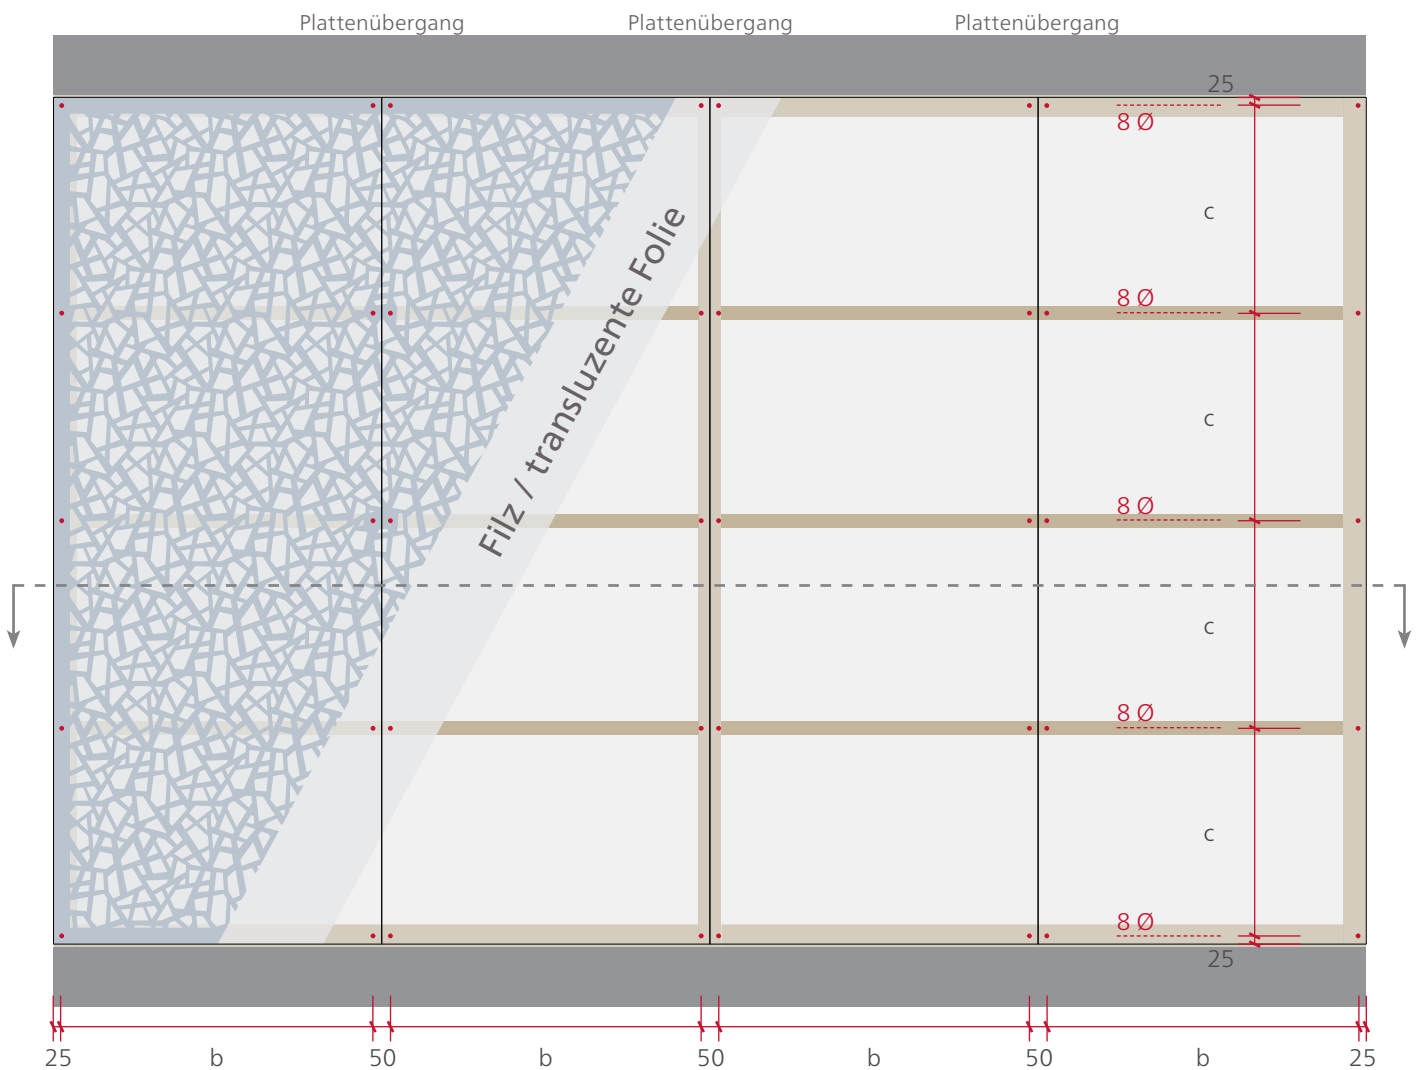 Plattenübergang Plattenübergang Plattenübergang
25
8 Ø
c
8 Ø
c
8 Ø
c
8 Ø
c
8 Ø
25
Filz / transluzente Folie
25 b 50 b 50 b 50 b 25